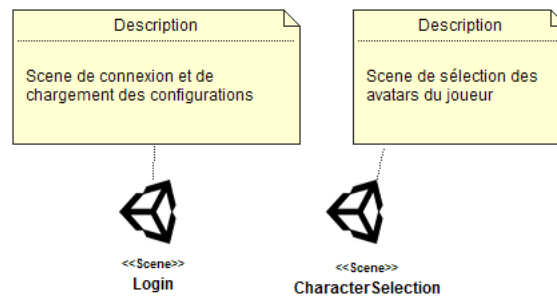 Description
Scene de connexion et de
chargement des configurations
<<Scene>>
Login
Description
Scene de sélection des
avatars du joueur
<<Scene>>
CharacterSelection